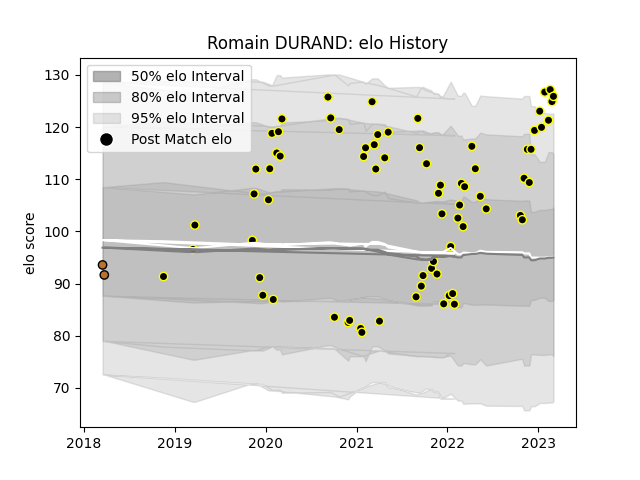 Romain DURAND: elo History
50% elo Interval
80% elo Interval
95% elo Interval
Post Match elo
elo score
130
120
110
100
90
80
70
2018
2019
2020
2021
2022
2023